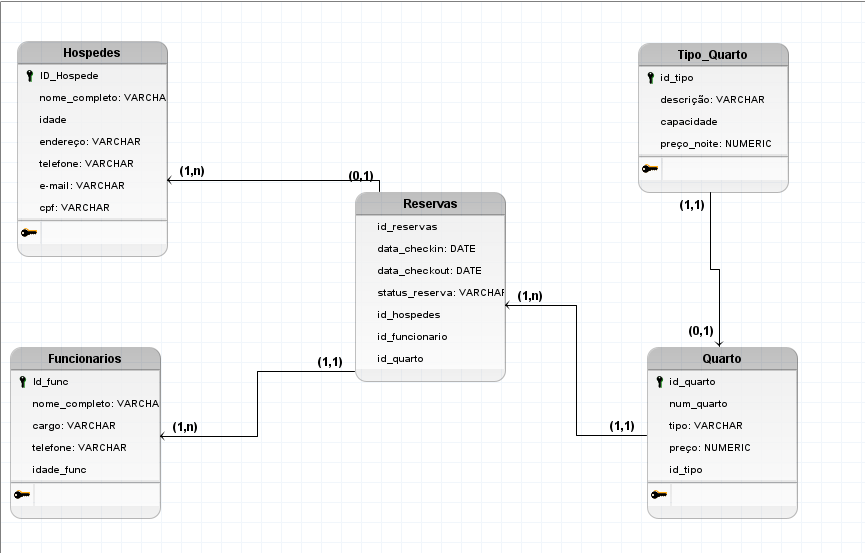 Hospedes
ID_Hospede
nome_completo: VARCHA
idade
endereço: VARCHAR
telefone: VARCHAR
e-mail: VARCHAR
cpf: VARCHAR
Tipo_Quarto
id_tipo
descrição: VARCHAR
capacidade
preço_noite: NUMERIC
(1,n)
(0,1)
Reservas
id_reservas
data_checkin: DATE
data_checkout: DATE
status_reserva: VARCHAR
id_hospedes
id_funcionario
id_quarto
(1,1)
(0,1)
(1,n)
(1,1)
Funcionarios
Id_func
nome_completo: VARCHA
cargo: VARCHAR
telefone: VARCHAR
idade_func
(1,1)
(1,n)
Quarto
id_quarto
num_quarto
tipo: VARCHAR
preço: NUMERIC
id_tipo